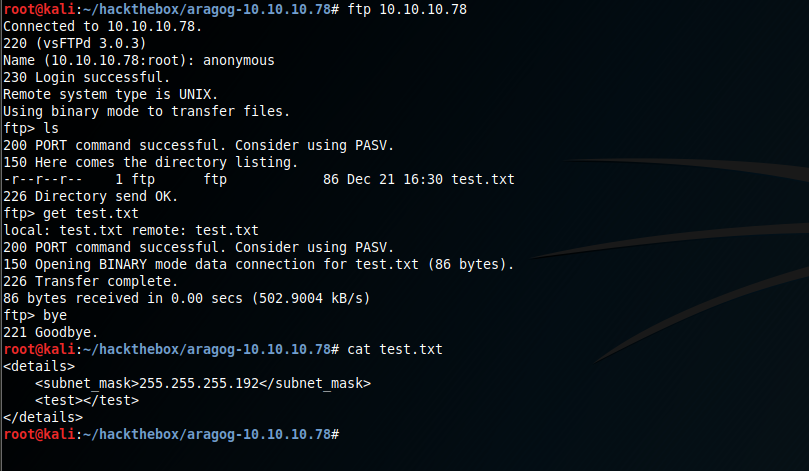 root@kali:~/hackthebox/aragog-10.10.10.78# ftp 10.10.10.78
Connected to 10.10.10.78.
220 (vsFTPd 3.0.3)
Name (10.10.10.78:root): anonymous
230 Login successful.
Remote system type is UNIX.
Using binary mode to transfer files.
ftp> ls
200 PORT command successful. Consider using PASV.
150 Here comes the directory listing.
-r--r--r--    1 ftp      ftp            86 Dec 21 16:30 test.txt
226 Directory send OK.
ftp> get test.txt
local: test.txt remote: test.txt
200 PORT command successful. Consider using PASV.
150 Opening BINARY mode data connection for test.txt (86 bytes).
226 Transfer complete.
86 bytes received in 0.00 secs (502.9004 kB/s)
ftp> bye
221 Goodbye.
root@kali:~/hackthebox/aragog-10.10.10.78# cat test.txt
<details>
    <subnet_mask>255.255.255.192</subnet_mask>
    <test></test>
</details>
root@kali:~/hackthebox/aragog-10.10.10.78#